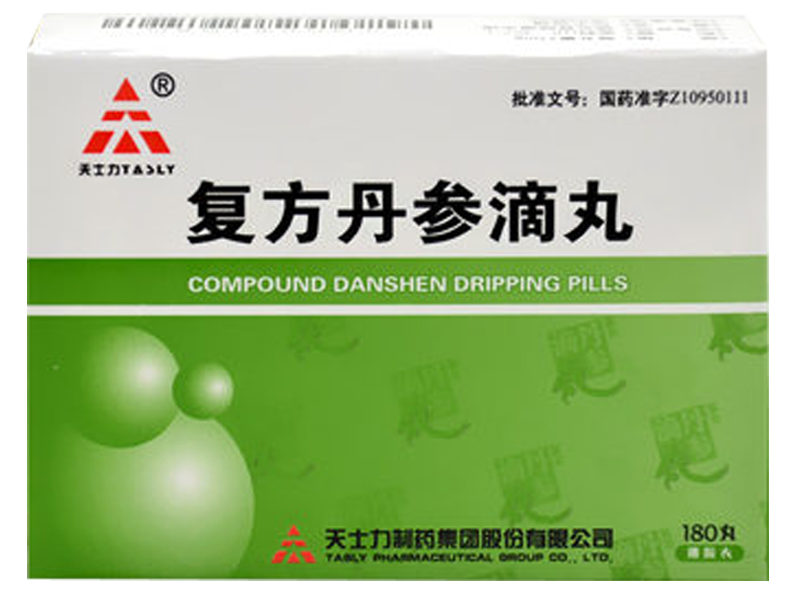 ®
批准文号：国药准字Z10950111
天士力TASLY
复方丹参滴丸
COMPOUND DANSHEN DRIPPING PILLS
天士力制药集团股份有限公司
TASLY PHARMACEUTICAL GROUP CO., LTD.
180丸
薄膜衣